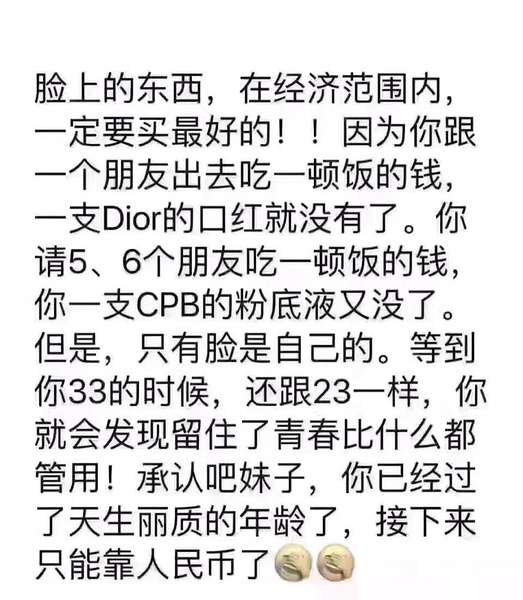 脸上的东西，在经济范围内，
一定要买最好的！！因为你跟
一个朋友出去吃一顿饭的钱，
一支Dior的口红就没有了。你
请5、6个朋友吃一顿饭的钱，
你一支CPB的粉底液又没了。
但是，只有脸是自己的。等到
你33的时候，还跟23一样，你
就会发现留住了青春比什么都
管用！承认吧妹子，你已经过
了天生丽质的年龄了，接下来
只能靠人民币了